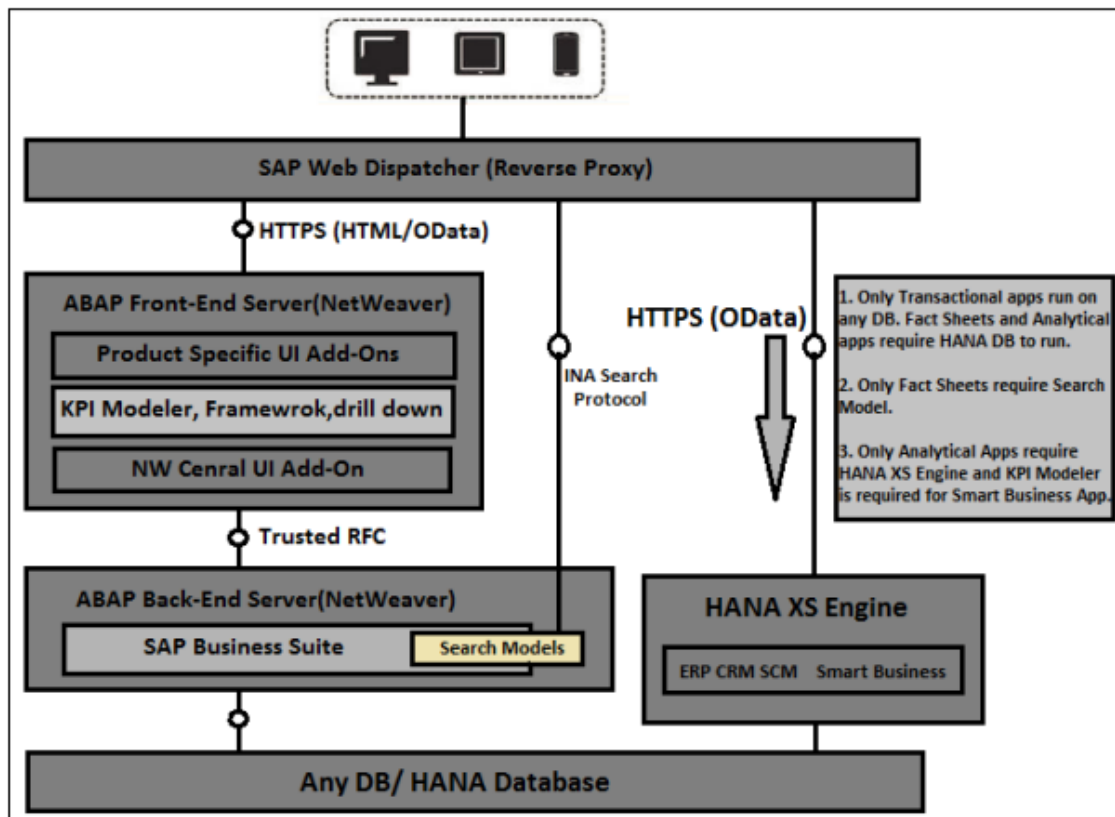 SAP Web Dispatcher (Reverse Proxy)
HTTPS (HTML/OData)
ABAP Front-End Server(NetWeaver)
Product Specific UI Add-Ons
KPI Modeler, Framewrok,drill down
NW Cenral UI Add-On
Trusted RFC
ABAP Back-End Server(NetWeaver)
SAP Business Suite
Search Models
INA Search
Protocol
HTTPS (OData)
1. Only Transactional apps run on
any DB. Fact Sheets and Analytical
apps require HANA DB to run.
2. Only Fact Sheets require Search
Model.
3. Only Analytical Apps require
HANA XS Engine and KPI Modeler
is required for Smart Business App.
HANA XS Engine
ERP CRM SCM Smart Business
Any DB/ HANA Database